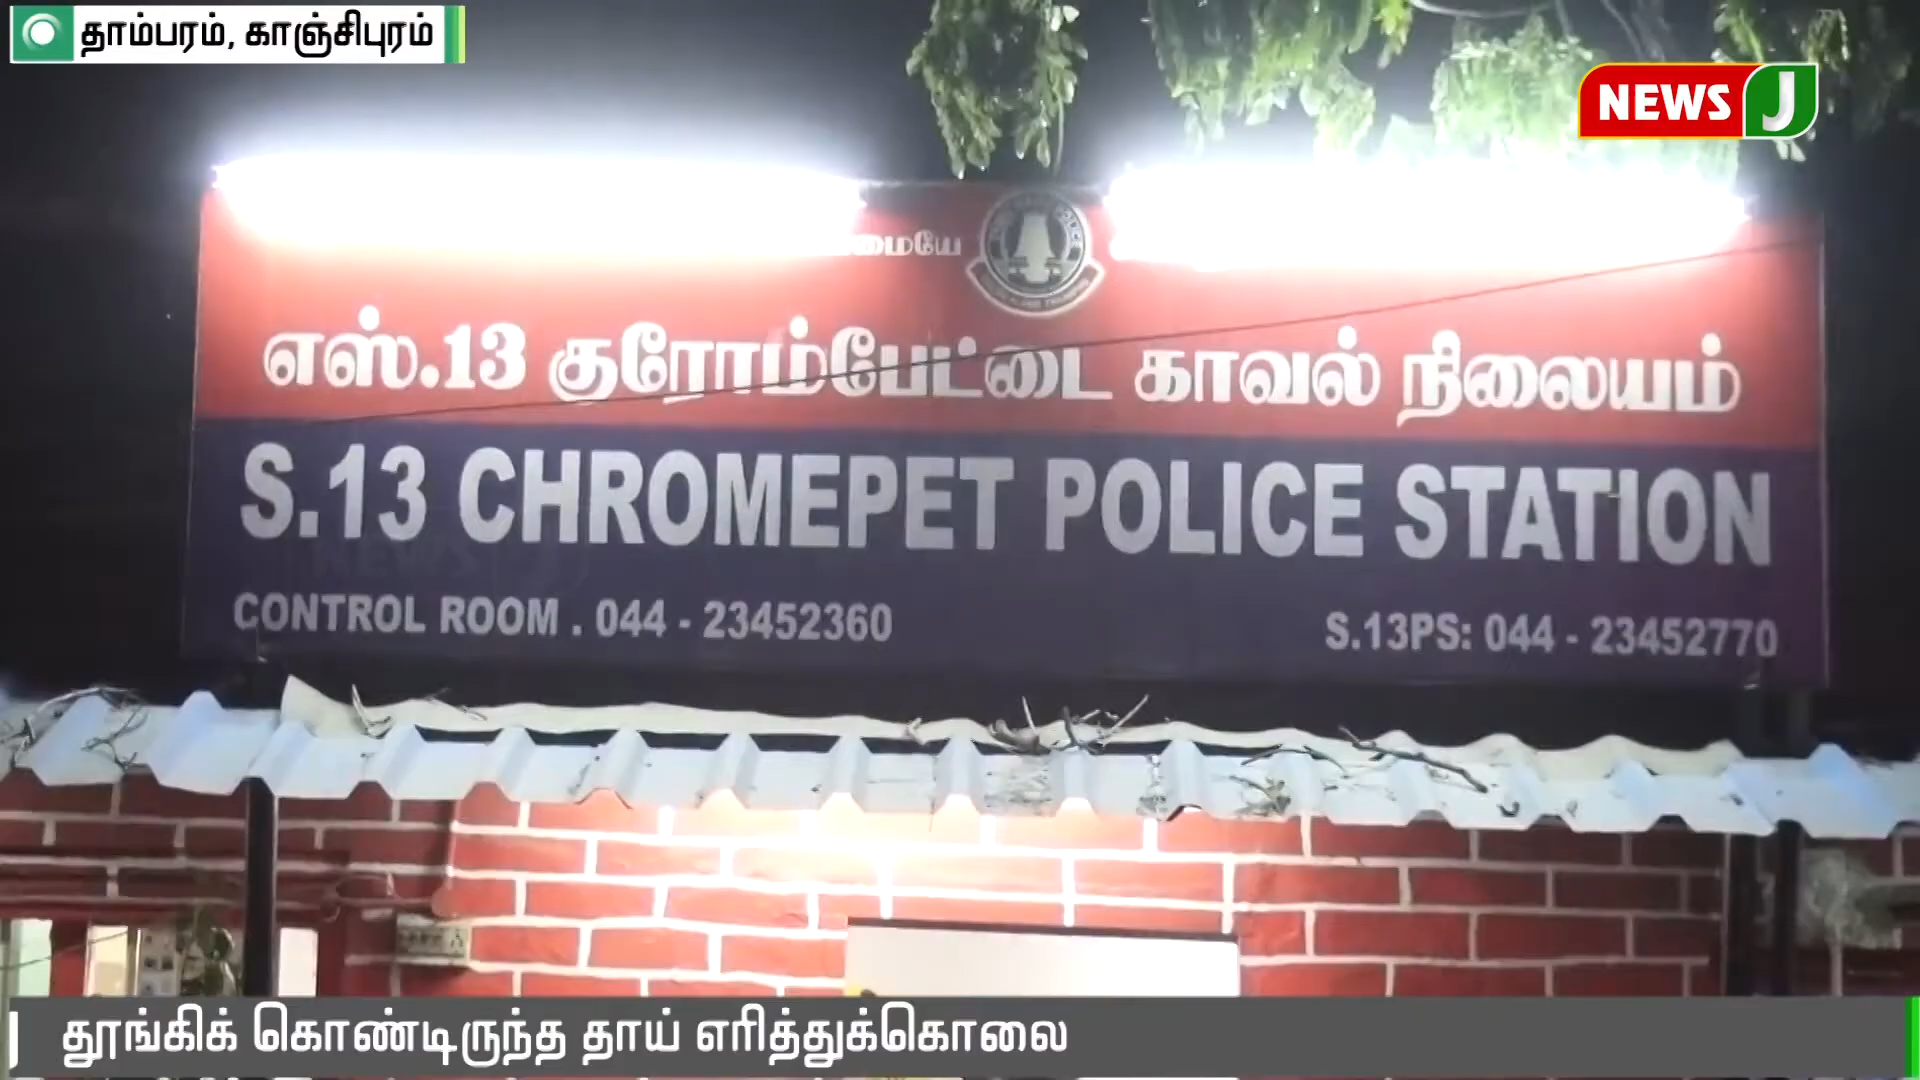 தாம்பரம், காஞ்சிபுரம்
NEWS J
எஸ்.13 குரோம்பேட்டை காவல் நிலையம்
S.13 CHROMEPET POLICE STATION
CONTROL ROOM . 044 - 23452360
S.13PS: 044 - 23452770
தூங்கிக் கொண்டிருந்த தாய் எரித்துக்கொலை